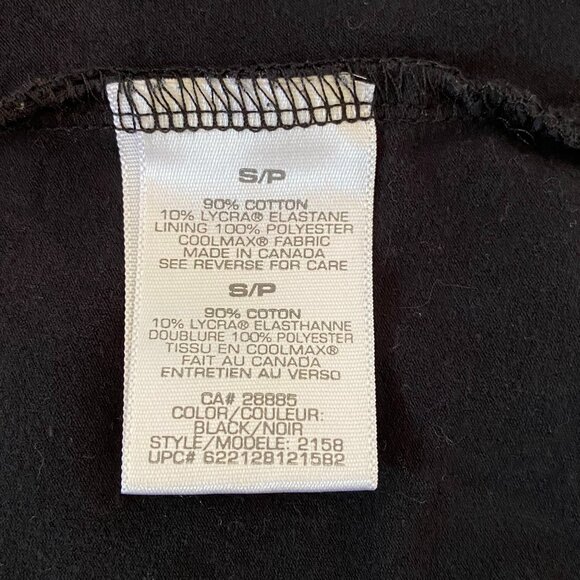 S/P
90% COTTON
10% LYCRA® ELASTANE
LINING 100% POLYESTER
COOLMAX® FABRIC
MADE IN CANADA
SEE REVERSE FOR CARE
S/P
90% COTON
10% LYCRA® ELASTHANNE
DOUBLURE 100% POLYESTER
TISSU EN COOLMAX®
FAIT AU CANADA
ENTRETIEN AU VERSO
CA# 28885
COLOR/COULEUR:
BLACK/NOIR
STYLE/MODELE: 2158
UPC# 622128121582